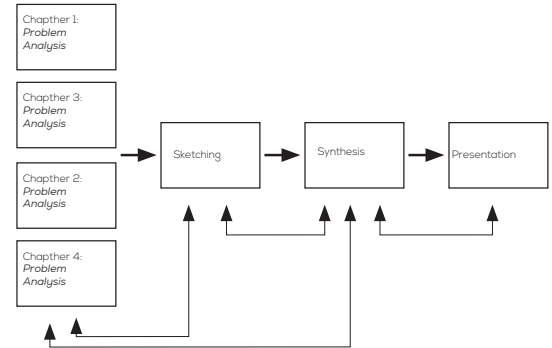 Chapther 1:
Problem
Analysis
Chapther 3:
Problem
Analysis
Chapther 2:
Problem
Analysis
Chapther 4:
Problem
Analysis
Sketching
Synthesis
Presentation